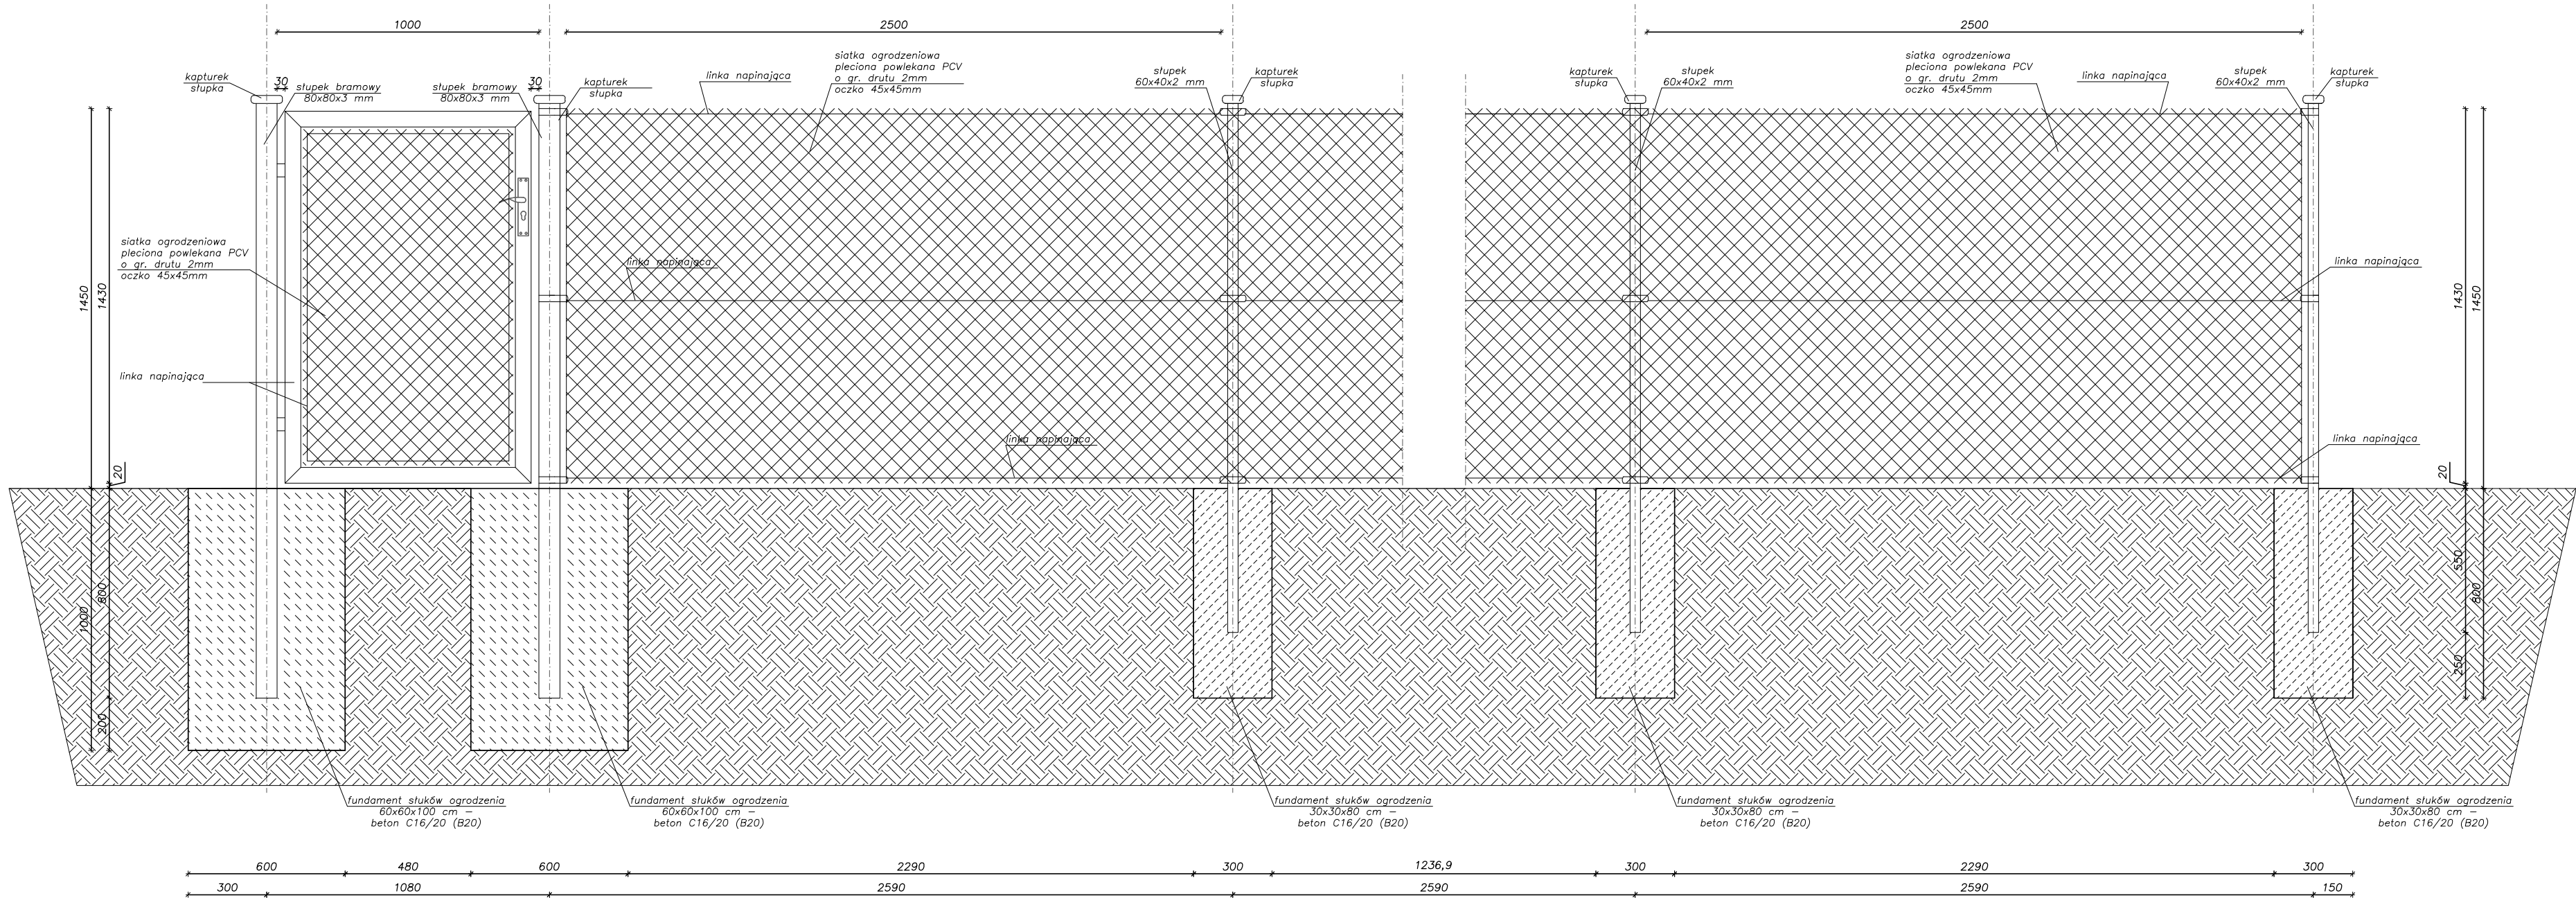 1000
2500
2500
kapturek
słupka
30
słupek bramowy
80x80x3 mm
słupek bramowy
80x80x3 mm
30
kapturek
słupka
linka napinająca
siatka ogrodzeniowa
pleciona powlekana PCV
o gr. drutu 2mm
oczko 45x45mm
słupek
60x40x2 mm
kapturek
słupka
kapturek
słupka
słupek
60x40x2 mm
siatka ogrodzeniowa
pleciona powlekana PCV
o gr. drutu 2mm
oczko 45x45mm
linka napinająca
słupek
60x40x2 mm
kapturek
słupka
siatka ogrodzeniowa
pleciona powlekana PCV
o gr. drutu 2mm
oczko 45x45mm
linka napinająca
linka napinająca
1450
1430
1430
1450
linka napinająca
linka napinająca
linka napinająca
20
20
1000
800
200
550
250
800
fundament słuków ogrodzenia
60x60x100 cm –
beton C16/20 (B20)
fundament słuków ogrodzenia
60x60x100 cm –
beton C16/20 (B20)
fundament słuków ogrodzenia
30x30x80 cm –
beton C16/20 (B20)
fundament słuków ogrodzenia
30x30x80 cm –
beton C16/20 (B20)
fundament słuków ogrodzenia
30x30x80 cm –
beton C16/20 (B20)
600 480 600 2290 300 1236,9 300 2290 300
300 1080 2590 2590 2590 150